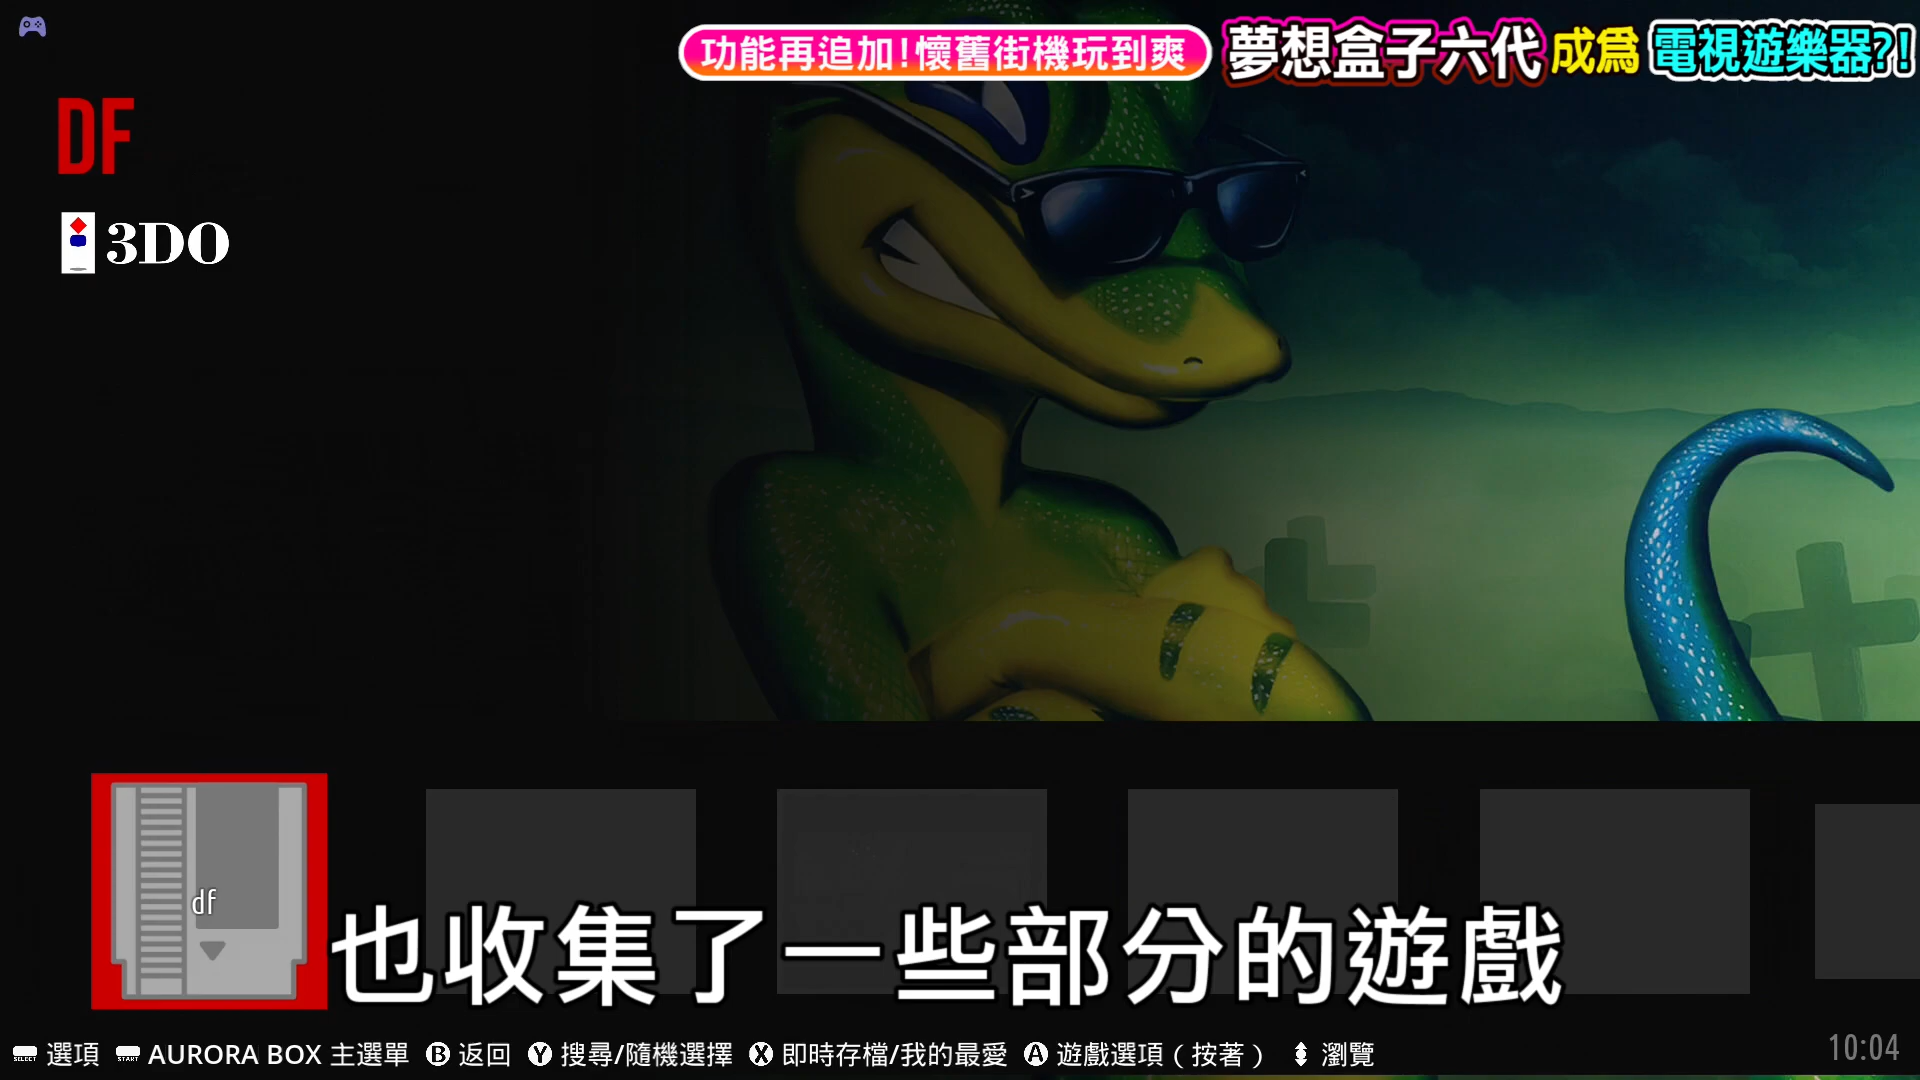 功能再追加!懷舊街機玩到爽 夢想盒子六代 成為 電視遊樂器?!
DF
3DO
df
也收集了一些部分的遊戲
SELECT 選項 START AURORA BOX 主選單 B 返回 Y 搜尋/隨機選擇 X 即時存檔/我的最愛 A 遊戲選項(按著) 瀏覽
10:04